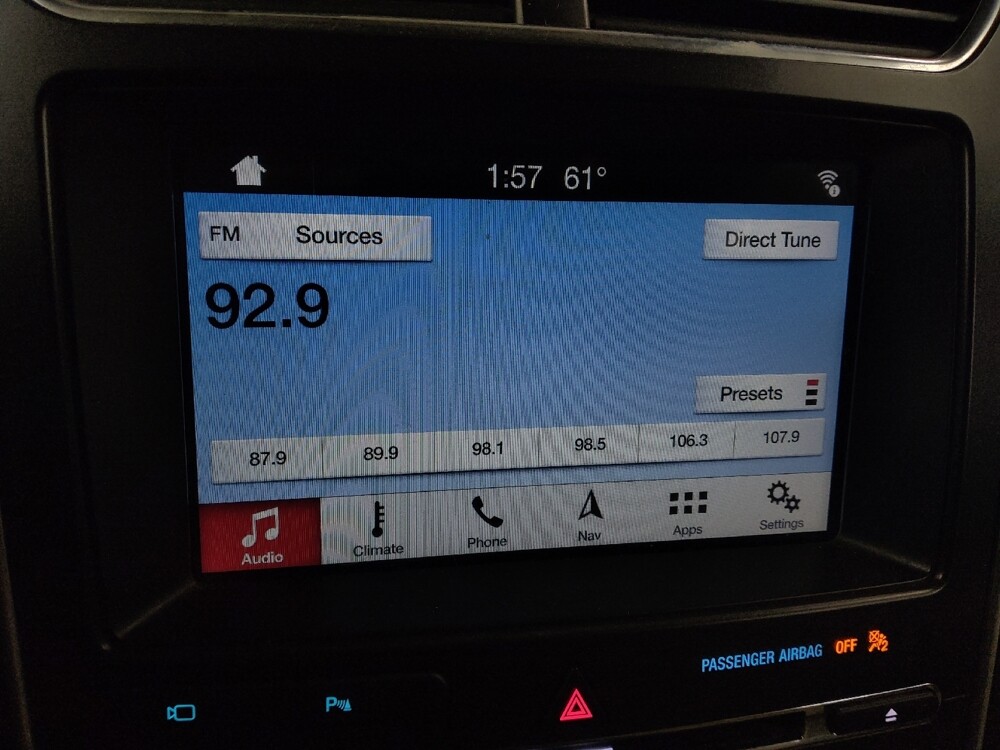 1:57 61°
FM Sources
Direct Tune
92.9
Presets
87.9 89.9 98.1 98.5 106.3 107.9
Audio Climate Phone Nav Apps Settings
PASSENGER AIRBAG OFF 2
P